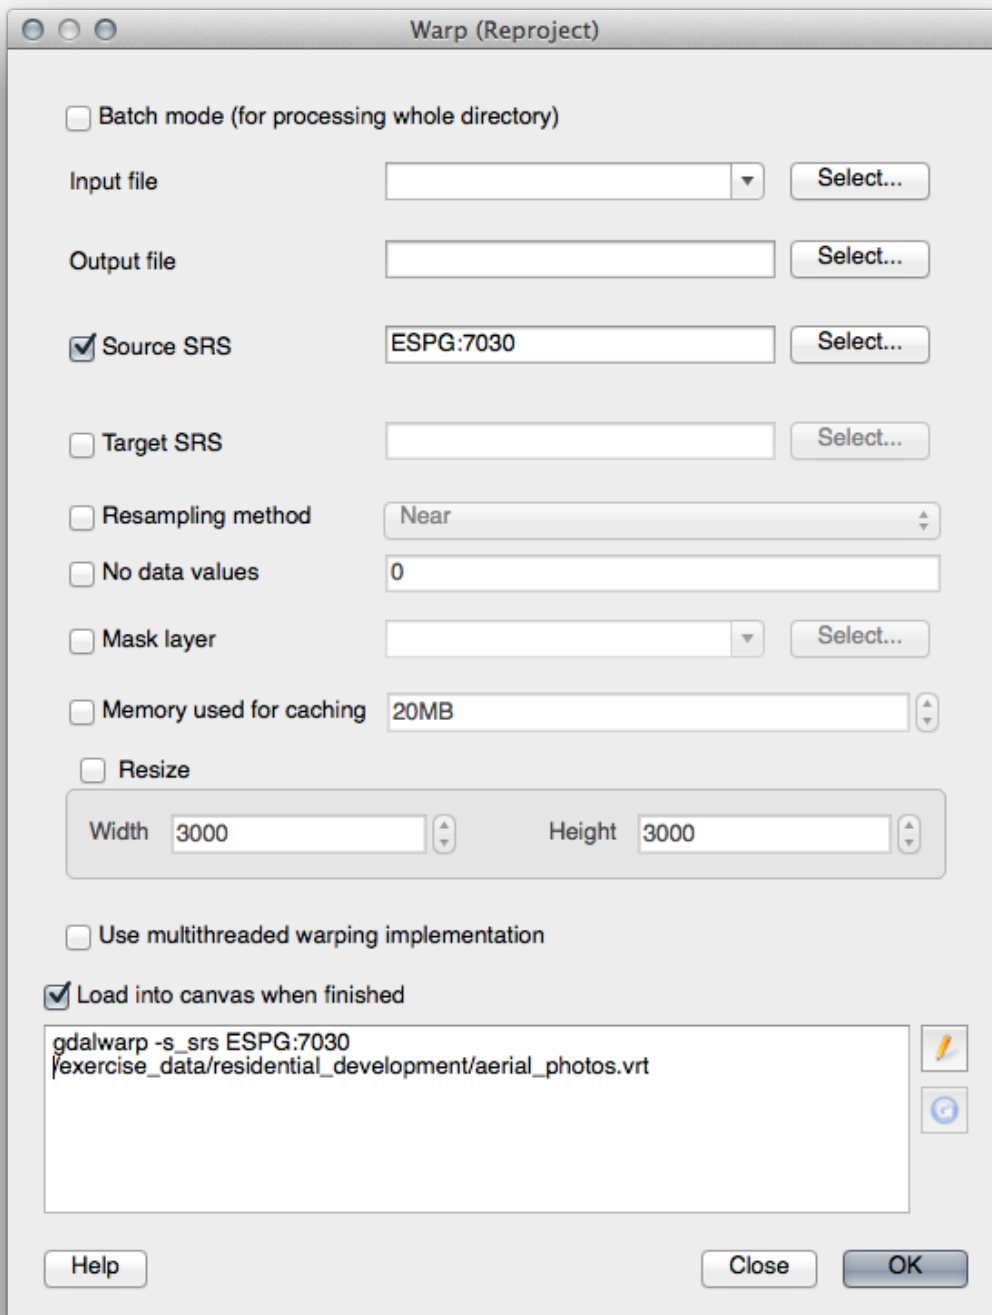 Warp (Reproject)
Batch mode (for processing whole directory)
Input file Select...
Output file Select...
Source SRS ESPG:7030 Select...
Target SRS Select...
Resampling method Near
No data values 0
Mask layer Select...
Memory used for caching 20MB
Resize
Width 3000 Height 3000
Use multithreaded warping implementation
Load into canvas when finished
gdalwarp -s_srs ESPG:7030
/exercise_data/residential_development/aerial_photos.vrt
Help Close OK